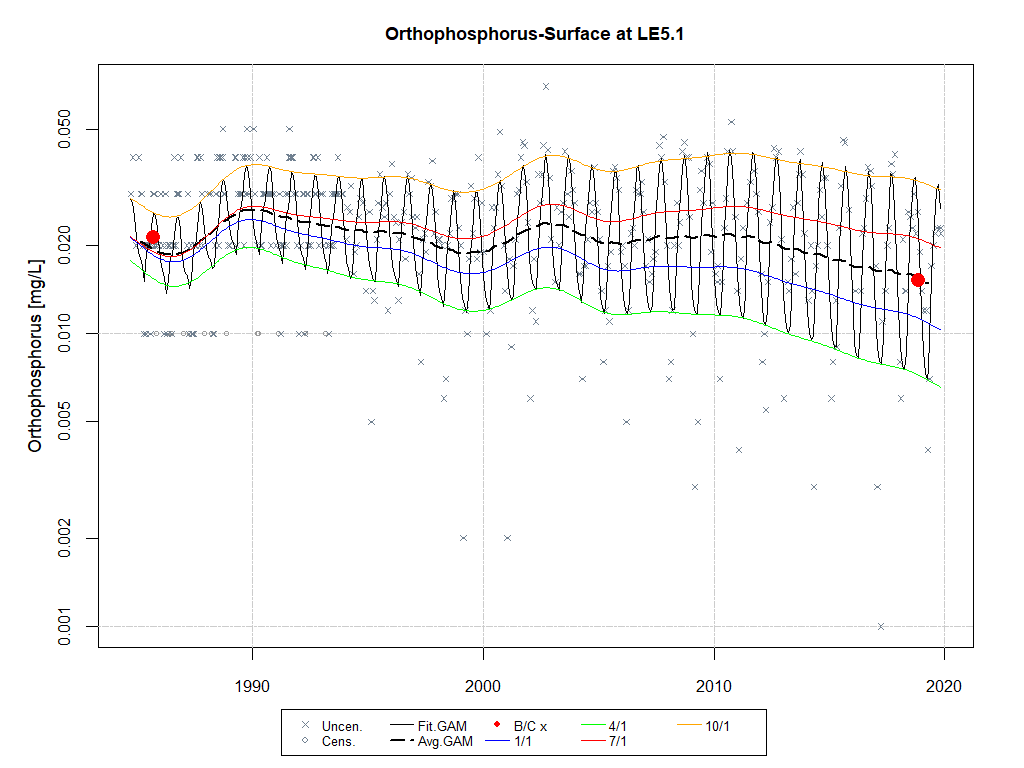 Orthophosphorus-Surface at LE5.1
Orthophosphorus [mg/L]
0.050
0.020
0.010
0.005
0.002
0.001
1990 2000 2010 2020
Uncen. Fit.GAM B/C x 4/1 10/1
Cens. Avg.GAM 1/1 7/1